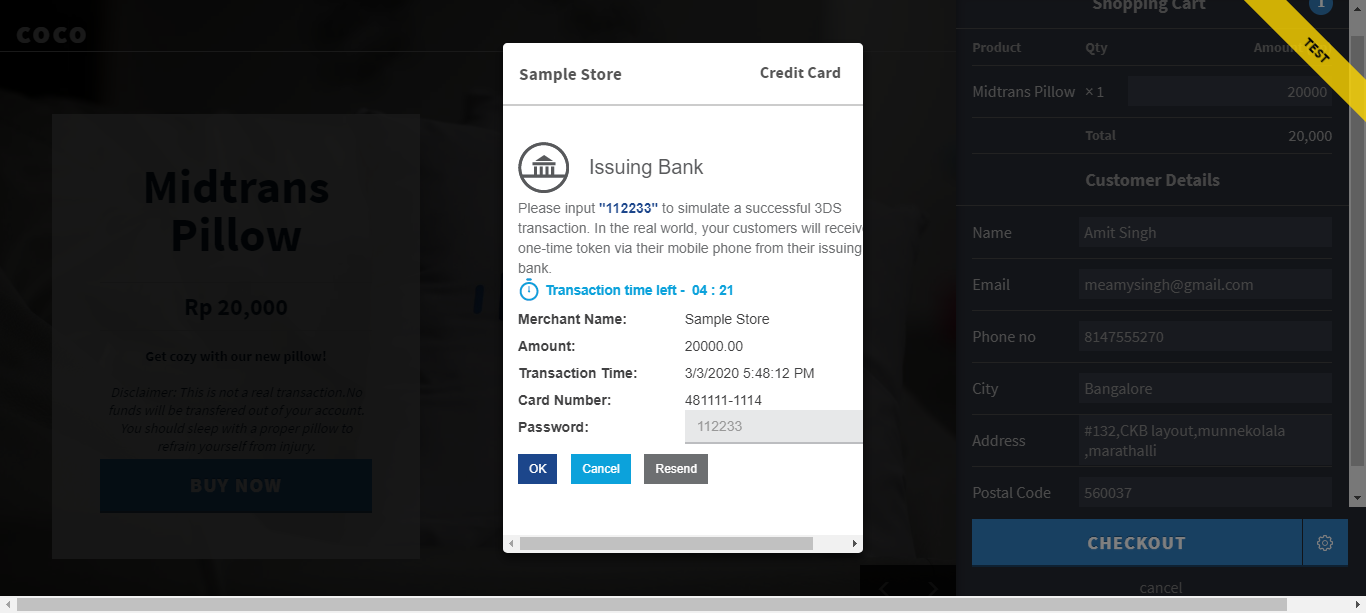 coco
Midtrans
Pillow
Rp 20,000
Get cozy with our new pillow!
Disclaimer: This is not a real transaction.No
funds will be transfered out of your account.
You should sleep with a proper pillow to
refrain yourself from injury.
BUY NOW
Sample Store Credit Card
Issuing Bank
Please input "112233" to simulate a successful 3DS
transaction. In the real world, your customers will receive
one-time token via their mobile phone from their issuing
bank.
Transaction time left - 04 : 21
Merchant Name: Sample Store
Amount: 20000.00
Transaction Time: 3/3/2020 5:48:12 PM
Card Number: 481111-1114
Password: 112233
OK Cancel Resend
Shopping Cart 1
TEST
Product Qty Amount
Midtrans Pillow × 1 20000
Total 20,000
Customer Details
Name Amit Singh
Email meamysingh@gmail.com
Phone no 8147555270
City Bangalore
Address #132,CKB layout,munnekolala
,marathalli
Postal Code 560037
CHECKOUT
cancel